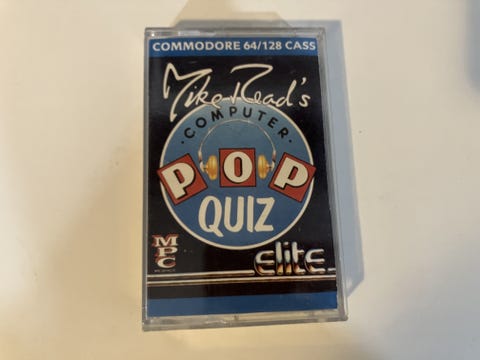 COMMODORE 64/128 CASS
Mike Read's
·COMPUTER·
POP
QUIZ
MPC
elite